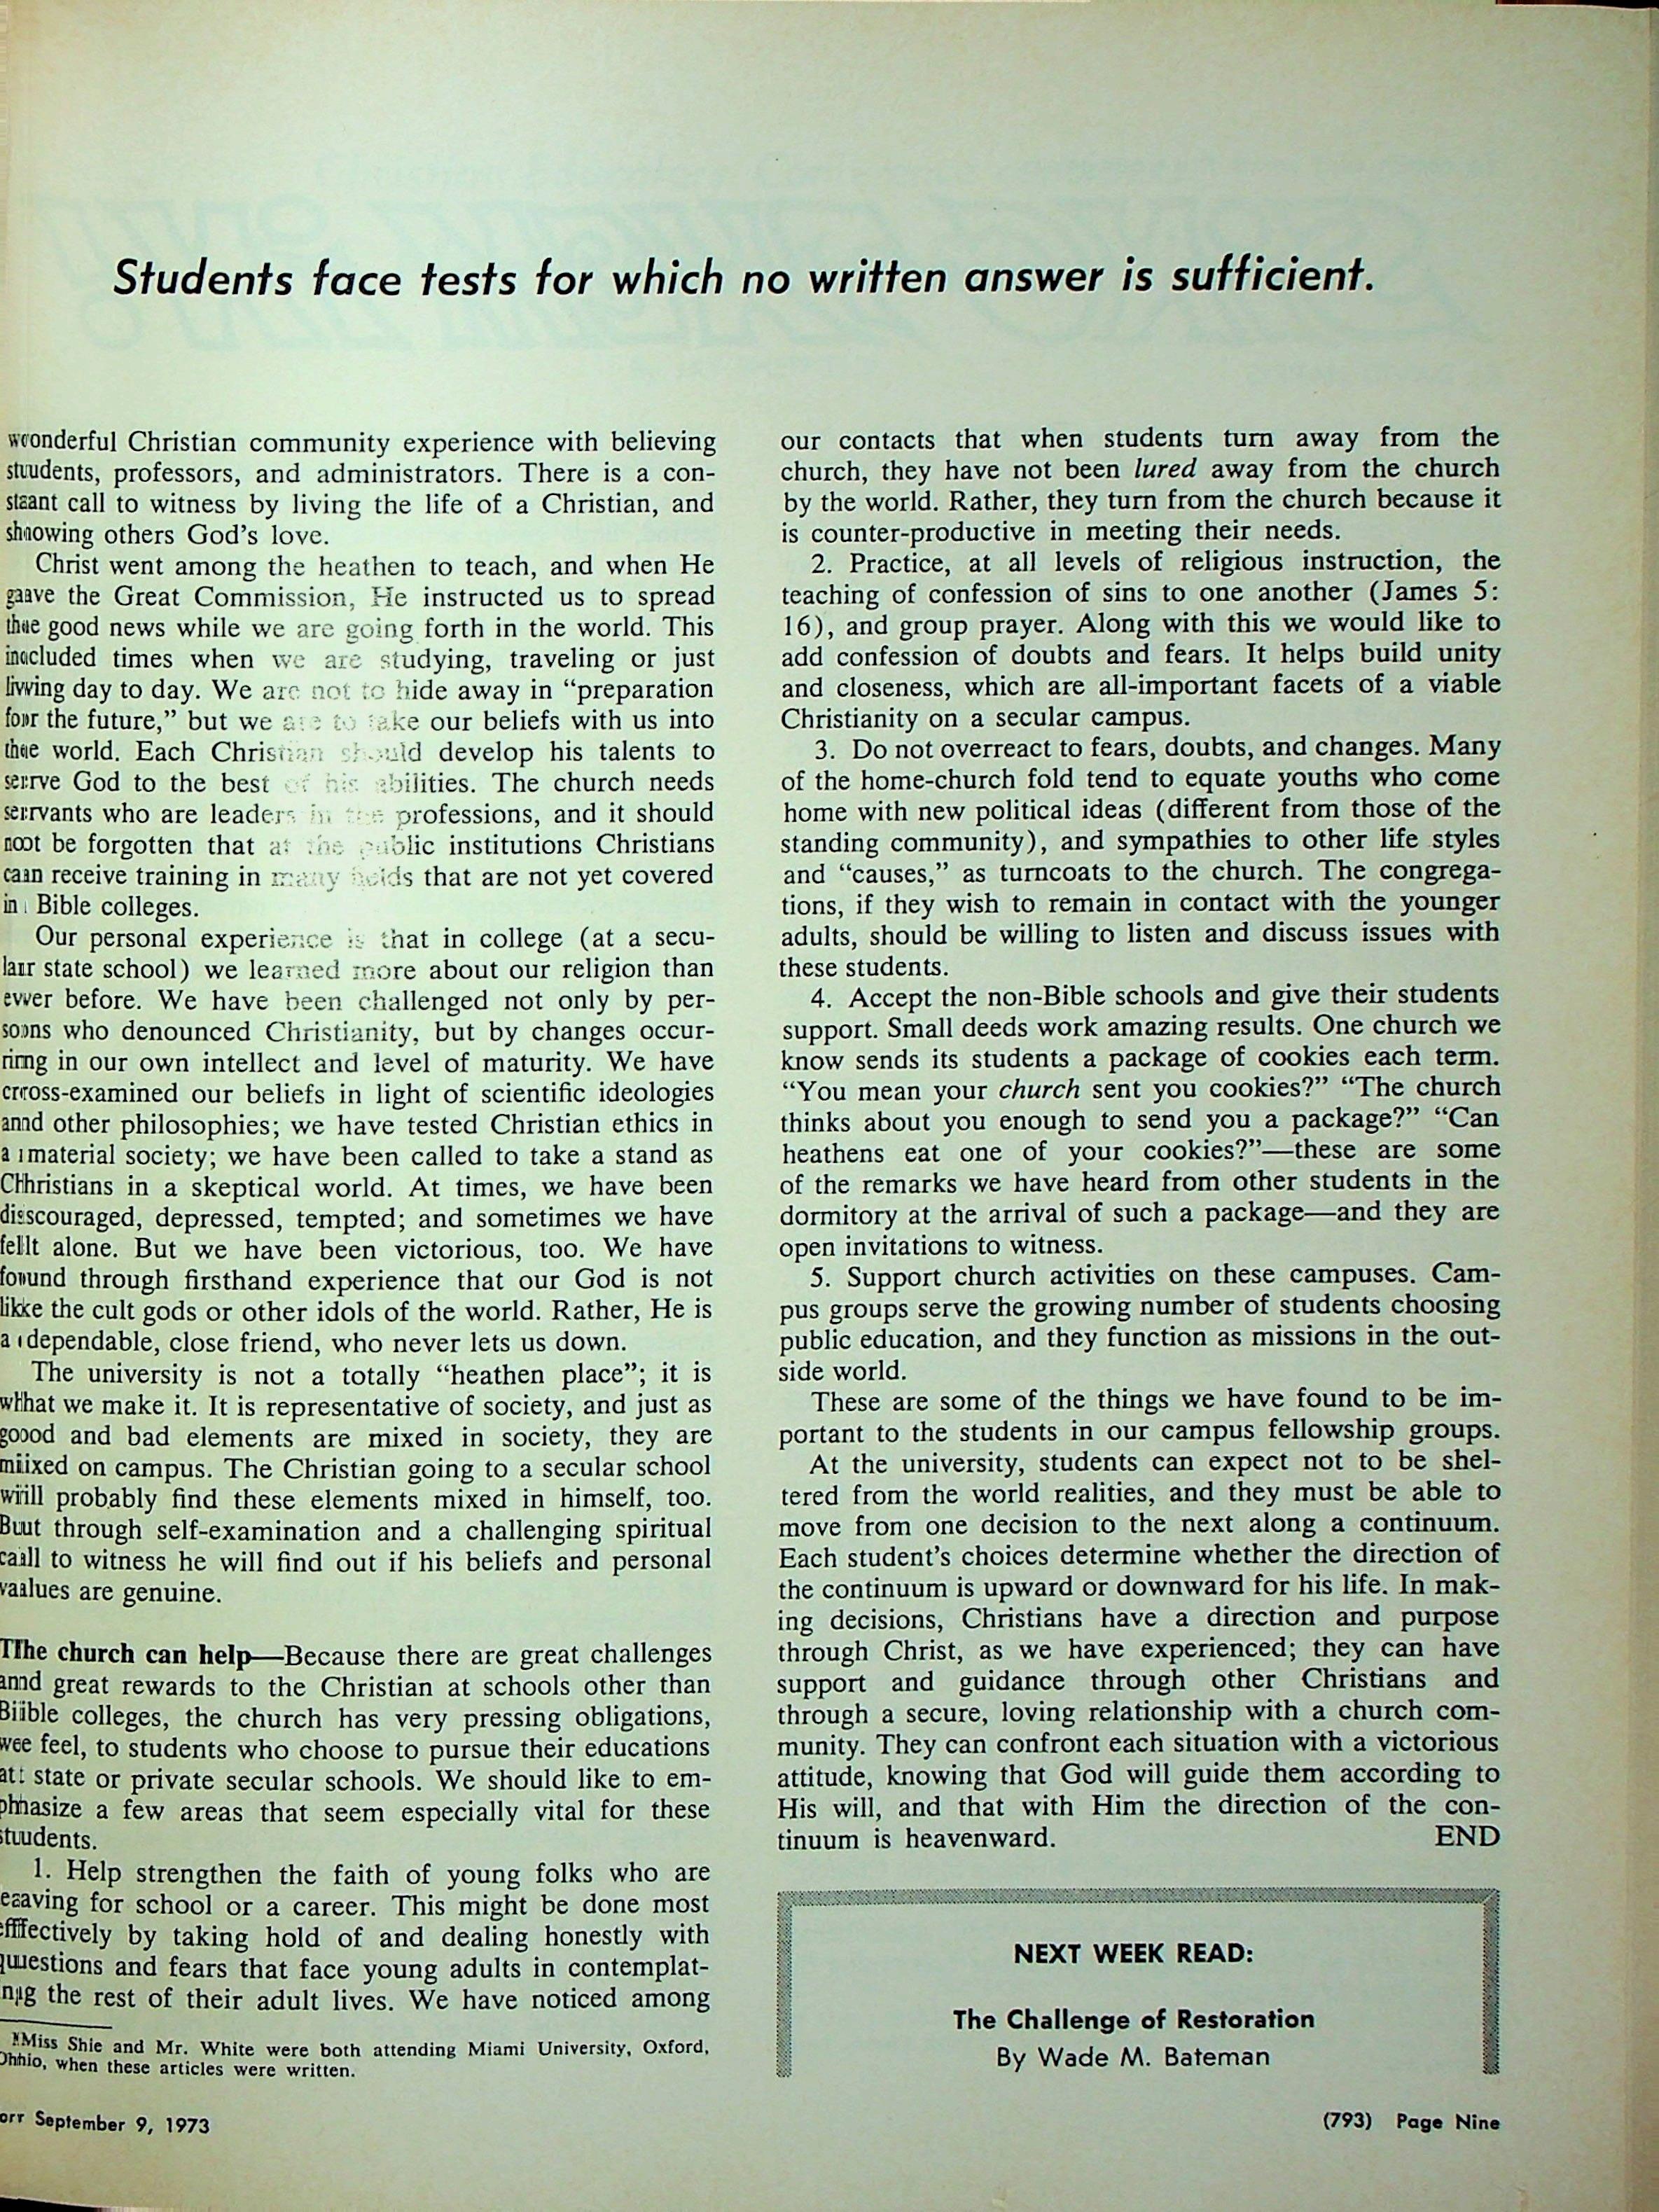 Students face tests for which no written answer is sufficient.
wonderful Christian community experience with believing
students, professors, and administrators. There is a con-
stant call to witness by living the life of a Christian, and
showing others God's love.
Christ went among the heathen to teach, and when He
gave the Great Commission, He instructed us to spread
the good news while we are going forth in the world. This
included times when we are studying, traveling or just
living day to day. We are not to hide away in “preparation
for the future,” but we are to take our beliefs with us into
the world. Each Christian should develop his talents to
serve God to the best of his abilities. The church needs
servants who are leaders in the professions, and it should
not be forgotten that at the public institutions Christians
can receive training in many fields that are not yet covered
in Bible colleges.
Our personal experience is that in college (at a secu-
lar state school) we learned more about our religion than
ever before. We have been challenged not only by per-
sons who denounced Christianity, but by changes occur-
ring in our own intellect and level of maturity. We have
cross-examined our beliefs in light of scientific ideologies
and other philosophies; we have tested Christian ethics in
a material society; we have been called to take a stand as
Christians in a skeptical world. At times, we have been
discouraged, depressed, tempted; and sometimes we have
felt alone. But we have been victorious, too. We have
found through firsthand experience that our God is not
like the cult gods or other idols of the world. Rather, He is
a dependable, close friend, who never lets us down.
The university is not a totally “heathen place”; it is
what we make it. It is representative of society, and just as
good and bad elements are mixed in society, they are
mixed on campus. The Christian going to a secular school
will probably find these elements mixed in himself, too.
But through self-examination and a challenging spiritual
call to witness he will find out if his beliefs and personal
values are genuine.
The church can help—Because there are great challenges
and great rewards to the Christian at schools other than
Bible colleges, the church has very pressing obligations,
we feel, to students who choose to pursue their educations
at state or private secular schools. We should like to em-
phasize a few areas that seem especially vital for these
students.
1. Help strengthen the faith of young folks who are
leaving for school or a career. This might be done most
effectively by taking hold of and dealing honestly with
questions and fears that face young adults in contemplat-
ing the rest of their adult lives. We have noticed among
*Miss Shie and Mr. White were both attending Miami University, Oxford,
Ohio, when these articles were written.
our contacts that when students turn away from the
church, they have not been lured away from the church
by the world. Rather, they turn from the church because it
is counter-productive in meeting their needs.
2. Practice, at all levels of religious instruction, the
teaching of confession of sins to one another (James 5:
16), and group prayer. Along with this we would like to
add confession of doubts and fears. It helps build unity
and closeness, which are all-important facets of a viable
Christianity on a secular campus.
3. Do not overreact to fears, doubts, and changes. Many
of the home-church fold tend to equate youths who come
home with new political ideas (different from those of the
standing community), and sympathies to other life styles
and “causes,” as turncoats to the church. The congrega-
tions, if they wish to remain in contact with the younger
adults, should be willing to listen and discuss issues with
these students.
4. Accept the non-Bible schools and give their students
support. Small deeds work amazing results. One church we
know sends its students a package of cookies each term.
“You mean your church sent you cookies?” “The church
thinks about you enough to send you a package?” “Can
heathens eat one of your cookies?”—these are some
of the remarks we have heard from other students in the
dormitory at the arrival of such a package—and they are
open invitations to witness.
5. Support church activities on these campuses. Cam-
pus groups serve the growing number of students choosing
public education, and they function as missions in the out-
side world.
These are some of the things we have found to be im-
portant to the students in our campus fellowship groups.
At the university, students can expect not to be shel-
tered from the world realities, and they must be able to
move from one decision to the next along a continuum.
Each student's choices determine whether the direction of
the continuum is upward or downward for his life. In mak-
ing decisions, Christians have a direction and purpose
through Christ, as we have experienced; they can have
support and guidance through other Christians and
through a secure, loving relationship with a church com-
munity. They can confront each situation with a victorious
attitude, knowing that God will guide them according to
His will, and that with Him the direction of the con-
tinuum is heavenward. END
NEXT WEEK READ:
The Challenge of Restoration
By Wade M. Bateman
for September 9, 1973
(793) Page Nine